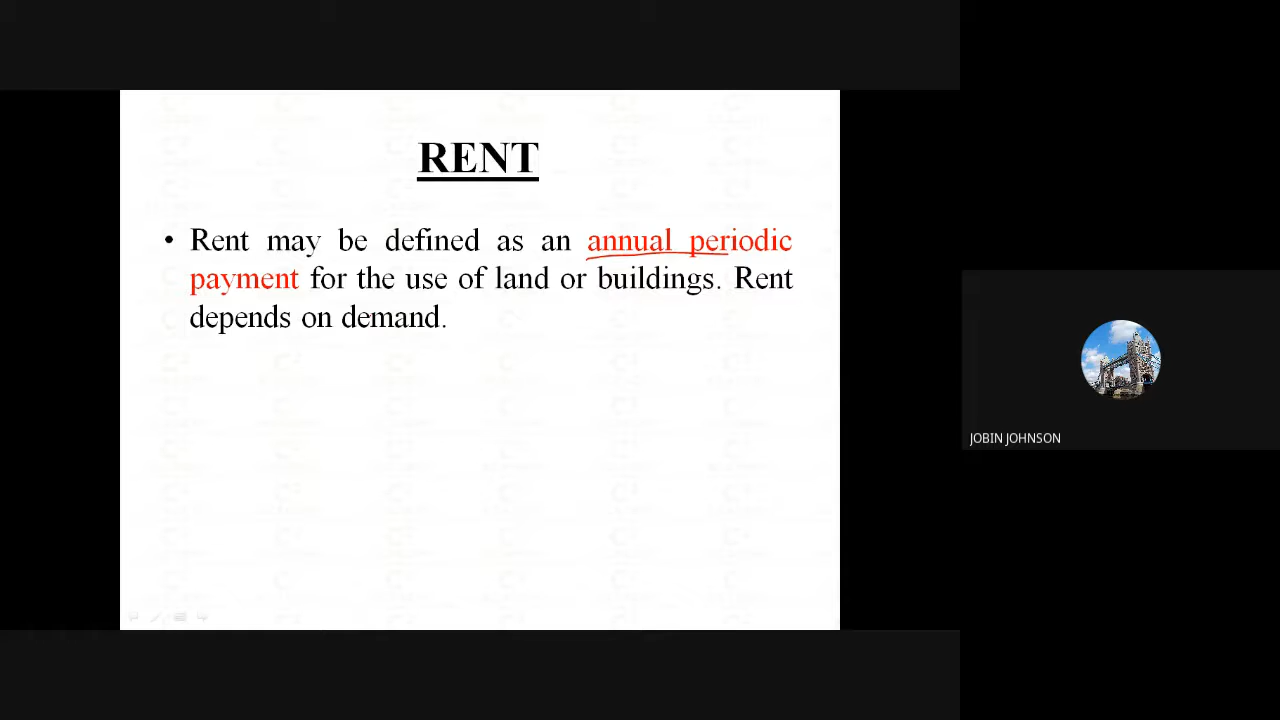 RENT
• Rent may be defined as an annual periodic
payment for the use of land or buildings. Rent
depends on demand.
JOBIN JOHNSON